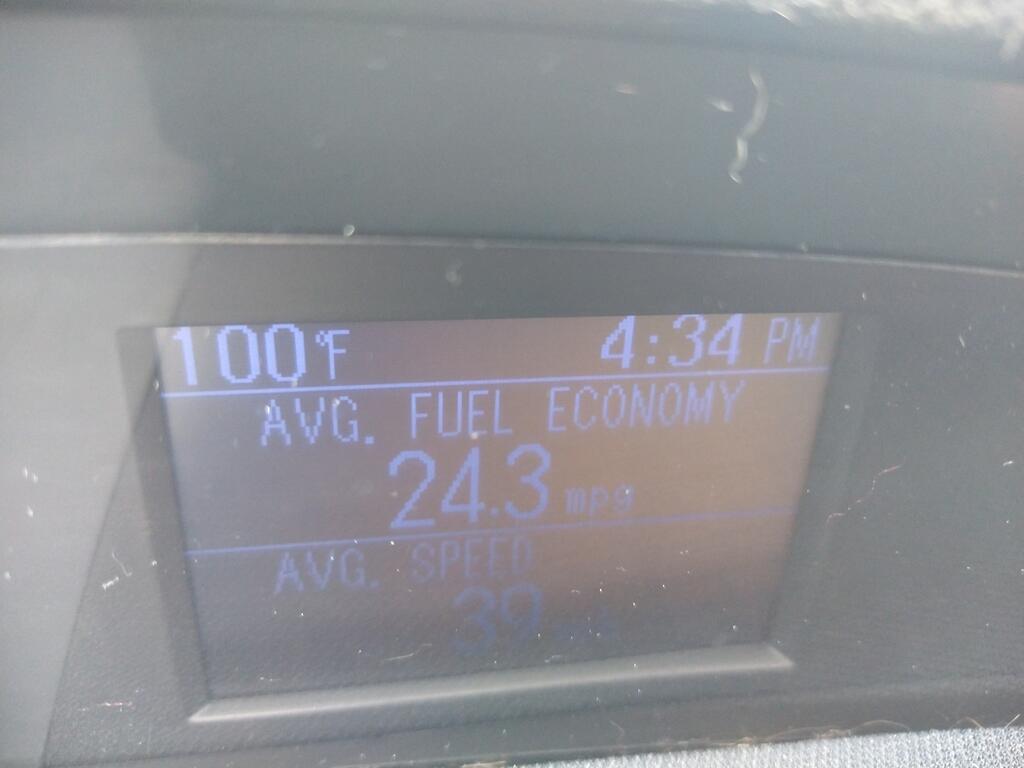 100°F 4:34 PM
AVG. FUEL ECONOMY
24.3 mpg
AVG. SPEED
39